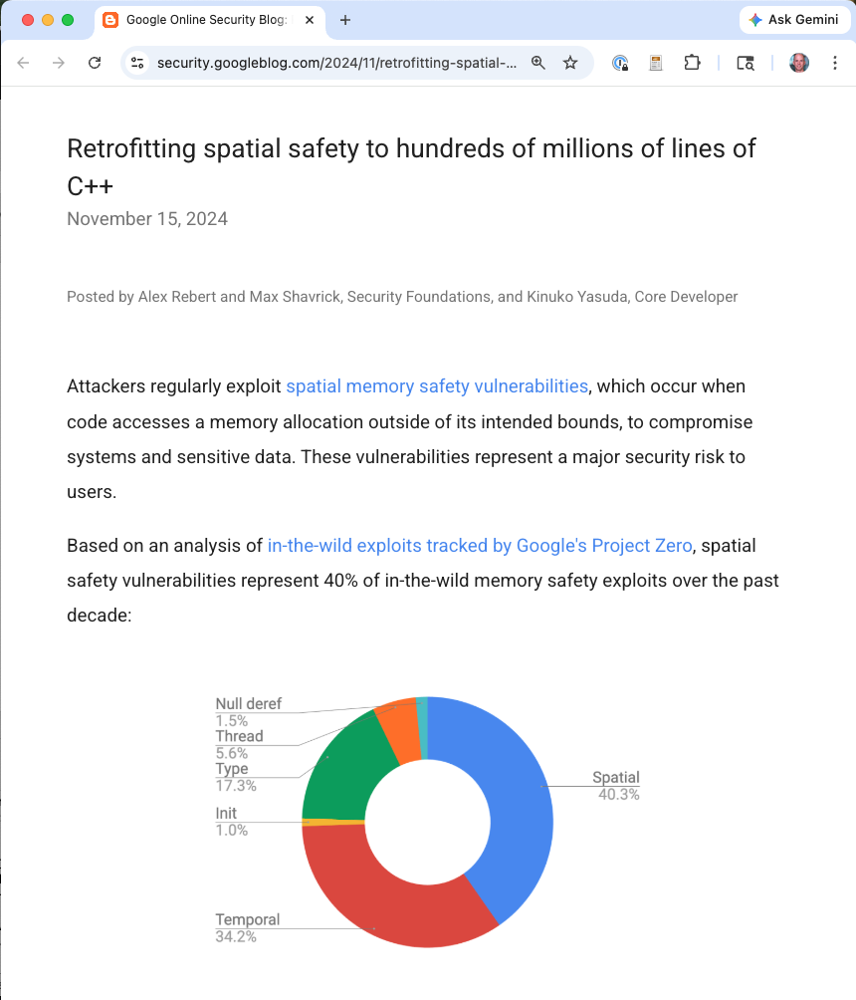 Google Online Security Blog:
Ask Gemini
security.googleblog.com/2024/11/retrofitting-spatial-...
Retrofitting spatial safety to hundreds of millions of lines of
C++
November 15, 2024
Posted by Alex Rebert and Max Shavrick, Security Foundations, and Kinuko Yasuda, Core Developer
Attackers regularly exploit spatial memory safety vulnerabilities, which occur when
code accesses a memory allocation outside of its intended bounds, to compromise
systems and sensitive data. These vulnerabilities represent a major security risk to
users.
Based on an analysis of in-the-wild exploits tracked by Google's Project Zero, spatial
safety vulnerabilities represent 40% of in-the-wild memory safety exploits over the past
decade:
Null deref
1.5%
Thread
5.6%
Type
17.3%
Init
1.0%
Temporal
34.2%
Spatial
40.3%